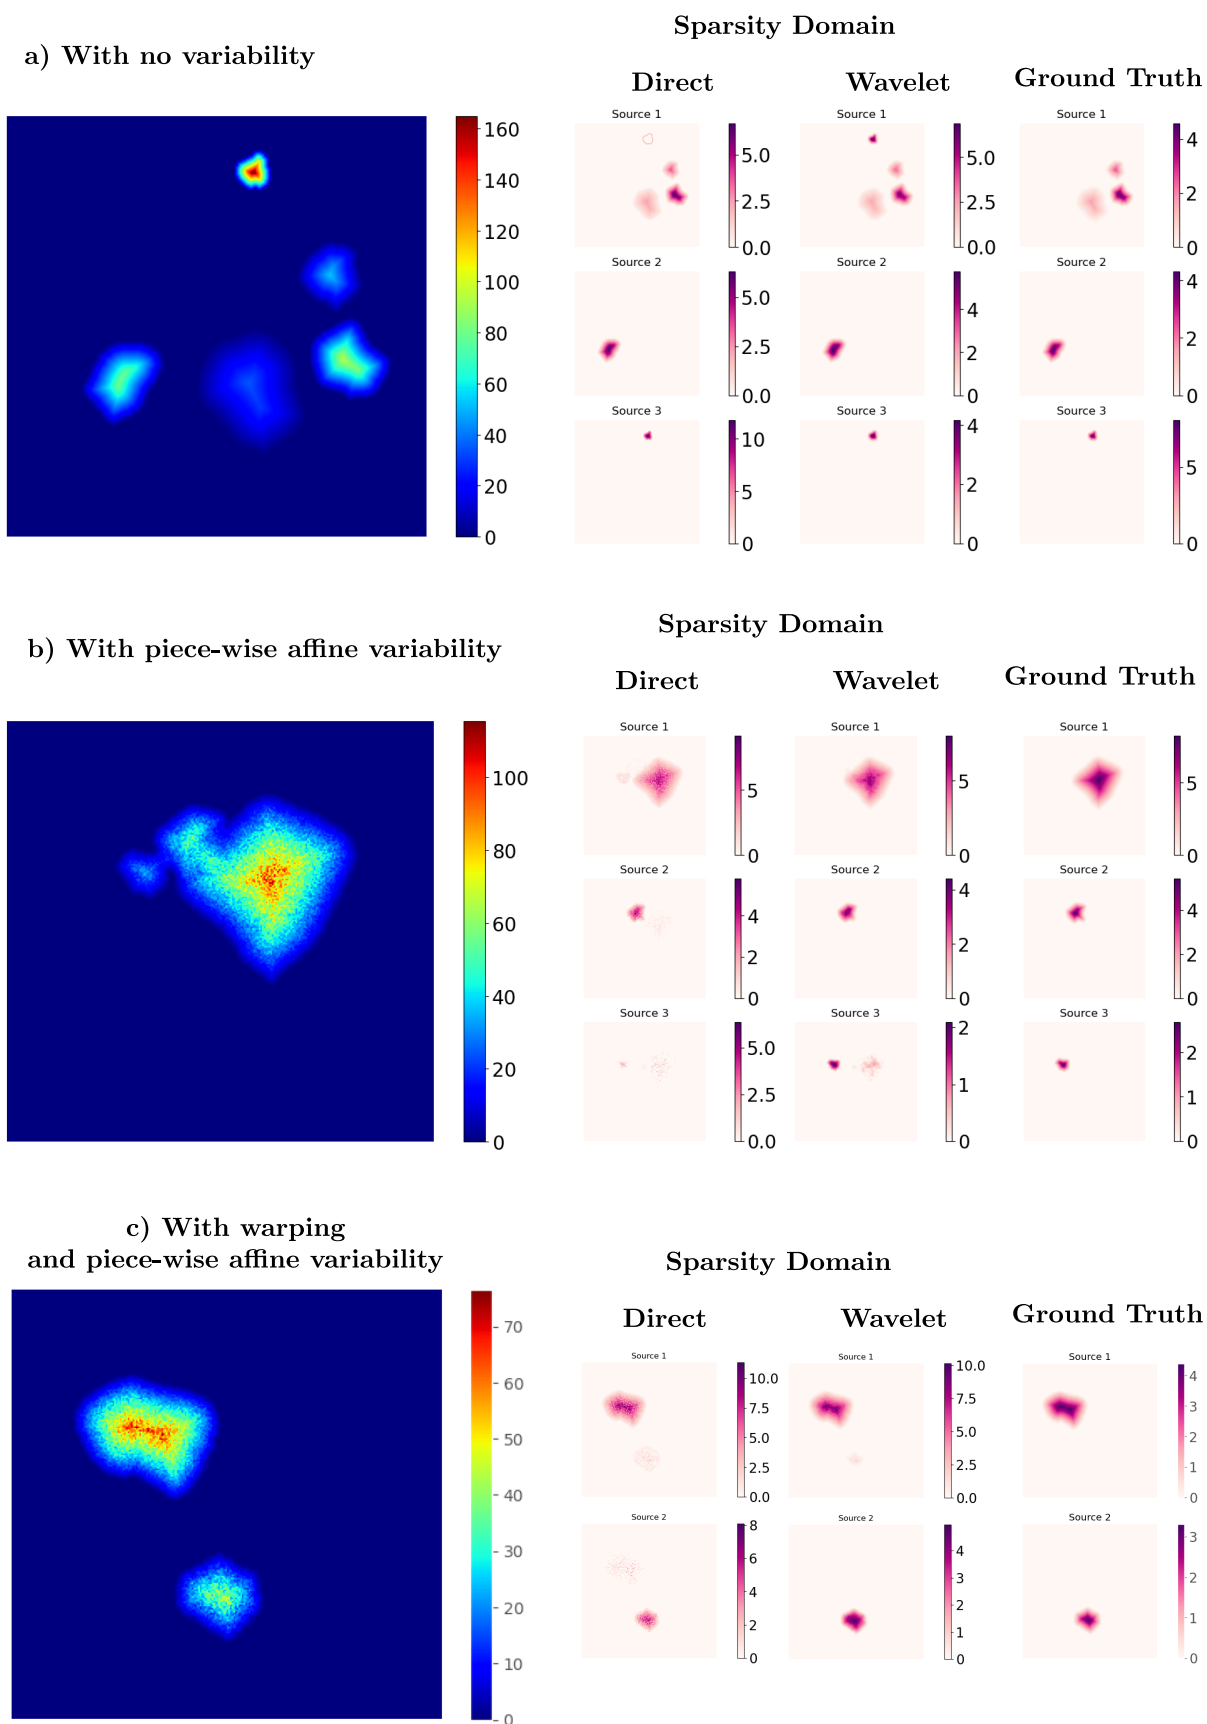 Sparsity Domain
a) With no variability
Direct
Wavelet
Ground Truth
Source 1
Source 1
Source 1
160
140
120
100
80
60
40
20
0
5.0
2.5
0.0
5.0
2.5
0.0
4
2
0
Source 2
Source 2
Source 2
5.0
2.5
0.0
4
2
0
4
2
0
Source 3
Source 3
Source 3
10
5
0
4
2
0
5
0
Sparsity Domain
b) With piece-wise affine variability
Direct
Wavelet
Ground Truth
100
80
60
40
20
0
Source 1
Source 1
Source 1
5
0
5
0
5
0
Source 2
Source 2
Source 2
4
2
0
4
2
0
4
2
0
Source 3
Source 3
Source 3
5.0
2.5
0.0
2
1
0
2
1
0
c) With warping
and piece-wise affine variability
Sparsity Domain
Direct
Wavelet
Ground Truth
70
60
50
40
30
20
10
0
Source 1
Source 1
Source 1
10.0
7.5
5.0
2.5
0.0
10.0
7.5
5.0
2.5
0.0
4
3
2
1
0
Source 2
Source 2
Source 2
8
6
4
2
0
4
3
2
1
0
3
2
1
0